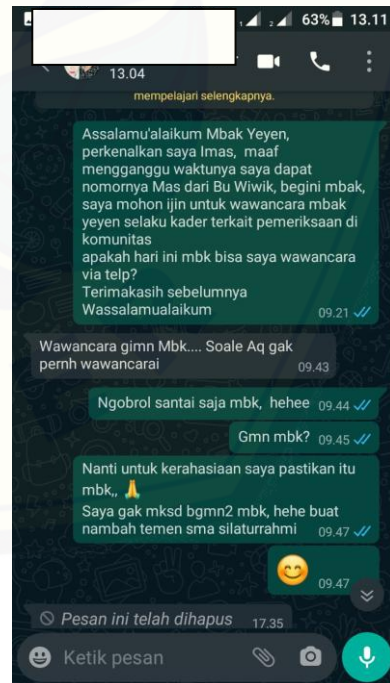 63% 13.11
13.04
mempelajari selengkapnya.
Assalamu'alaikum Mbak Yeyen,
perkenalkan saya Imas, maaf
mengganggu waktunya saya dapat
nomornya Mas dari Bu Wiwik, begini mbak,
saya mohon ijin untuk wawancara mbak
yeyen selaku kader terkait pemeriksaan di
komunitas
apakah hari ini mbk bisa saya wawancara
via telp?
Terimakasih sebelumnya
Wassalamualaikum
09.21
Wawancara gimn Mbk.... Soale Aq gak
pernh wawancarai
09.43
Ngobrol santai saja mbk, hehee 09.44
Gmn mbk? 09.45
Nanti untuk kerahasiaan saya pastikan itu
mbk,, 🙏
Saya gak mksd bgmn2 mbk, hehe buat
nambah temen sma silaturrahmi 09.47
😊 09.47
Pesan ini telah dihapus 17.35
Ketik pesan